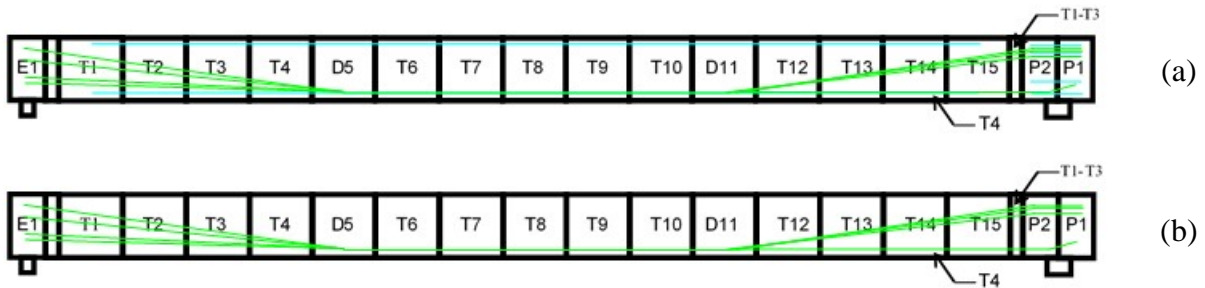 T1-T3
E1 T1 T2 T3 T4 D5 T6 T7 T8 T9 T10 D11 T12 T13 T14 T15 P2 P1
(a)
T4
T1-T3
E1 T1 T2 T3 T4 D5 T6 T7 T8 T9 T10 D11 T12 T13 T14 T15 P2 P1
(b)
T4